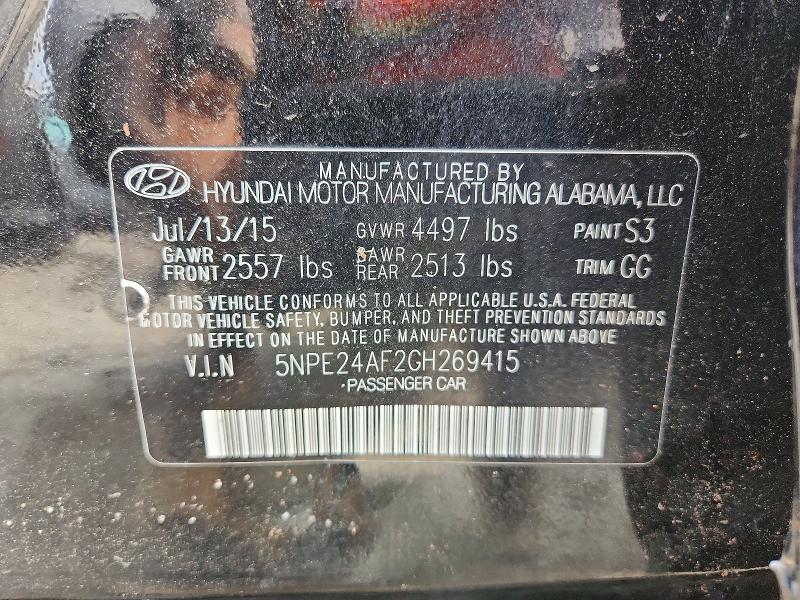 MANUFACTURED BY
HYUNDAI MOTOR MANUFACTURING ALABAMA, LLC
Jul/13/15 GVWR 4497 lbs PAINT S3
GAWR FRONT 2557 lbs GAWR REAR 2513 lbs TRIM GG
THIS VEHICLE CONFORMS TO ALL APPLICABLE U.S.A. FEDERAL
MOTOR VEHICLE SAFETY, BUMPER, AND THEFT PREVENTION STANDARDS
IN EFFECT ON THE DATE OF MANUFACTURE SHOWN ABOVE
V.I.N 5NPE24AF2GH269415
-PASSENGER CAR